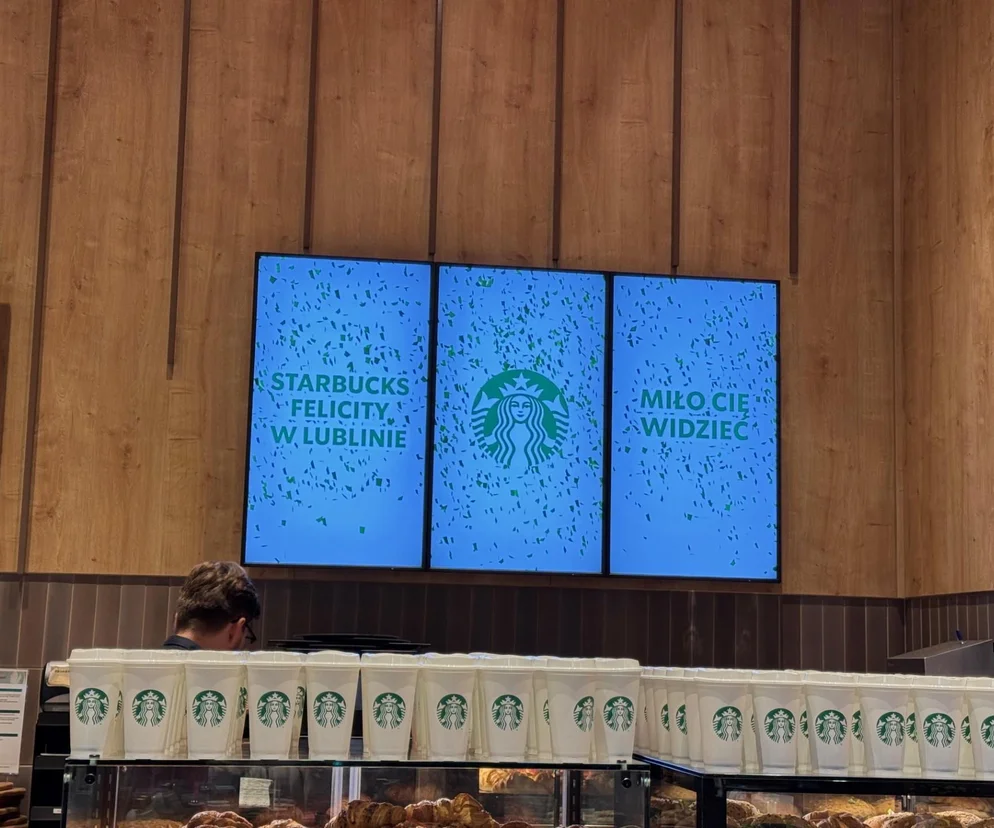 STARBUCKS
FELICITY
W LUBLINIE
MIŁO CIĘ
WIDZIEĆ